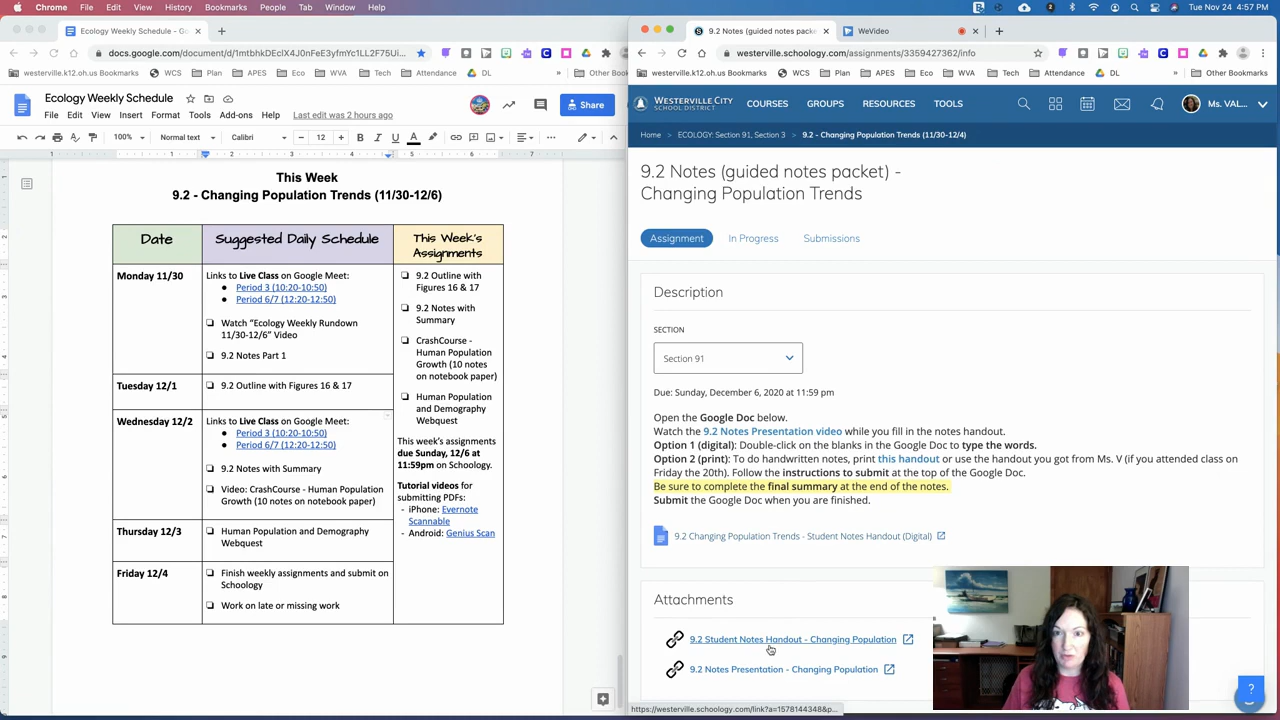 Chrome File Edit View History Bookmarks Profiles Tab Window Help
Tue Nov 24 4:57 PM
Ecology Weekly Schedule - Go
docs.google.com/document/d/1mtbhkDEclX4J0nFeE3yfmYc1LL2F75Ui...
westerville.k12.oh.us Bookmarks WCS Plan APES Eco WVA Tech Attendance DL » Other Boo
Ecology Weekly Schedule
File Edit View Insert Format Tools Add-ons Help Last edit was 2 hours ago
Share
100% Normal text Calibri 12
This Week
9.2 - Changing Population Trends (11/30-12/6)
Date
Suggested Daily Schedule
This Week's
Assignments
Monday 11/30
Links to Live Class on Google Meet:
Period 3 (10:20-10:50)
Period 6/7 (12:20-12:50)
Watch "Ecology Weekly Rundown
11/30-12/6" Video
9.2 Notes Part 1
Tuesday 12/1
9.2 Outline with Figures 16 & 17
Wednesday 12/2
Links to Live Class on Google Meet:
Period 3 (10:20-10:50)
Period 6/7 (12:20-12:50)
9.2 Notes with Summary
Video: CrashCourse - Human Population
Growth (10 notes on notebook paper)
Thursday 12/3
Human Population and Demography
Webquest
Friday 12/4
Finish weekly assignments and submit on
Schoology
Work on late or missing work
9.2 Outline with
Figures 16 & 17
9.2 Notes with
Summary
CrashCourse -
Human Population
Growth (10 notes
on notebook paper)
Human Population
and Demography
Webquest
This week's assignments
due Sunday, 12/6 at
11:59pm on Schoology.
Tutorial videos for
submitting PDFs:
- iPhone: Evernote
Scannable
- Android: Genius Scan
9.2 Notes (guided notes packe
WeVideo
westerville.schoology.com/assignments/3359427362/info
westerville.k12.oh.us Bookmarks WCS Plan APES Eco WVA Tech Attendance DL » Other Bookmarks
WESTERVILLE CITY
SCHOOL DISTRICT
COURSES GROUPS RESOURCES TOOLS
Ms. VAL...
Home > ECOLOGY: Section 91, Section 3 > 9.2 - Changing Population Trends (11/30-12/4)
9.2 Notes (guided notes packet) -
Changing Population Trends
Assignment In Progress Submissions
Description
SECTION
Section 91
Due: Sunday, December 6, 2020 at 11:59 pm
Open the Google Doc below.
Watch the 9.2 Notes Presentation video while you fill in the notes handout.
Option 1 (digital): Double-click on the blanks in the Google Doc to type the words.
Option 2 (print): To do handwritten notes, print this handout or use the handout you got from Ms. V (if you attended class on
Friday the 20th). Follow the instructions to submit at the top of the Google Doc.
Be sure to complete the final summary at the end of the notes.
Submit the Google Doc when you are finished.
9.2 Changing Population Trends - Student Notes Handout (Digital)
Attachments
9.2 Student Notes Handout - Changing Population
9.2 Notes Presentation - Changing Population
https://westerville.schoology.com/link?a=1578144348&p...
?